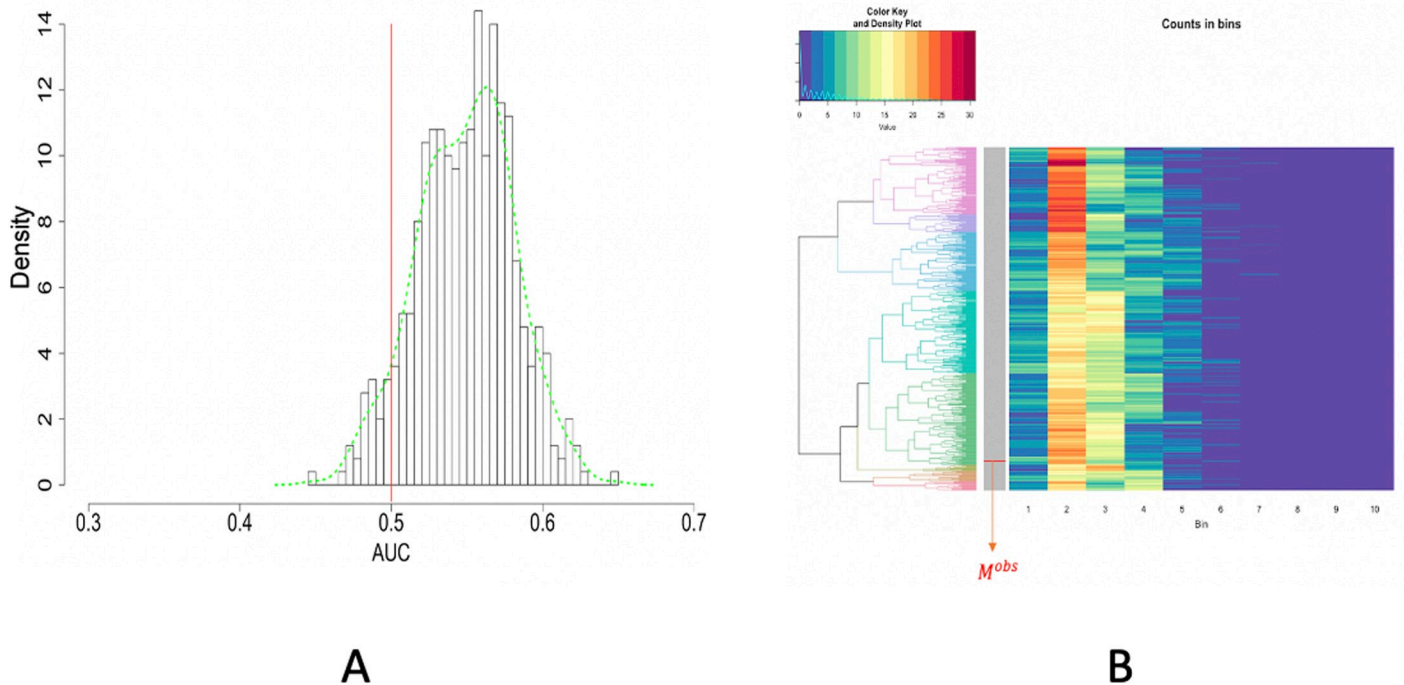 Density
0
2
4
6
8
10
12
14
0.3 0.4 0.5 0.6 0.7
AUC
A
Color Key
and Density Plot
0 5 10 15 20 25 30
Value
Counts in bins
1 2 3 4 5 6 7 8 9 10
Bin
M^obs
B